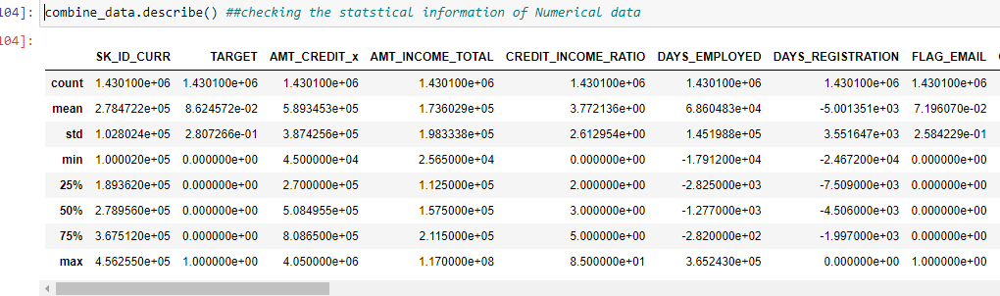 104]: combine_data.describe() ##checking the statstical information of Numerical data
104]:
SK_ID_CURR TARGET AMT_CREDIT_x AMT_INCOME_TOTAL CREDIT_INCOME_RATIO DAYS_EMPLOYED DAYS_REGISTRATION FLAG_EMAIL
count 1.430100e+06 1.430100e+06 1.430100e+06 1.430100e+06 1.430100e+06 1.430100e+06 1.430100e+06 1.430100e+06
mean 2.784722e+05 8.624572e-02 5.893453e+05 1.736029e+05 3.772136e+00 6.860483e+04 -5.001351e+03 7.196070e-02
std 1.028024e+05 2.807266e-01 3.874256e+05 1.983338e+05 2.612954e+00 1.451988e+05 3.551647e+03 2.584229e-01
min 1.000020e+05 0.000000e+00 4.500000e+04 2.565000e+04 0.000000e+00 -1.791200e+04 -2.467200e+04 0.000000e+00
25% 1.893620e+05 0.000000e+00 2.700000e+05 1.125000e+05 2.000000e+00 -2.825000e+03 -7.509000e+03 0.000000e+00
50% 2.789560e+05 0.000000e+00 5.084955e+05 1.575000e+05 3.000000e+00 -1.277000e+03 -4.506000e+03 0.000000e+00
75% 3.675120e+05 0.000000e+00 8.086500e+05 2.115000e+05 5.000000e+00 -2.820000e+02 -1.997000e+03 0.000000e+00
max 4.562550e+05 1.000000e+00 4.050000e+06 1.170000e+08 8.500000e+01 3.652430e+05 0.000000e+00 1.000000e+00